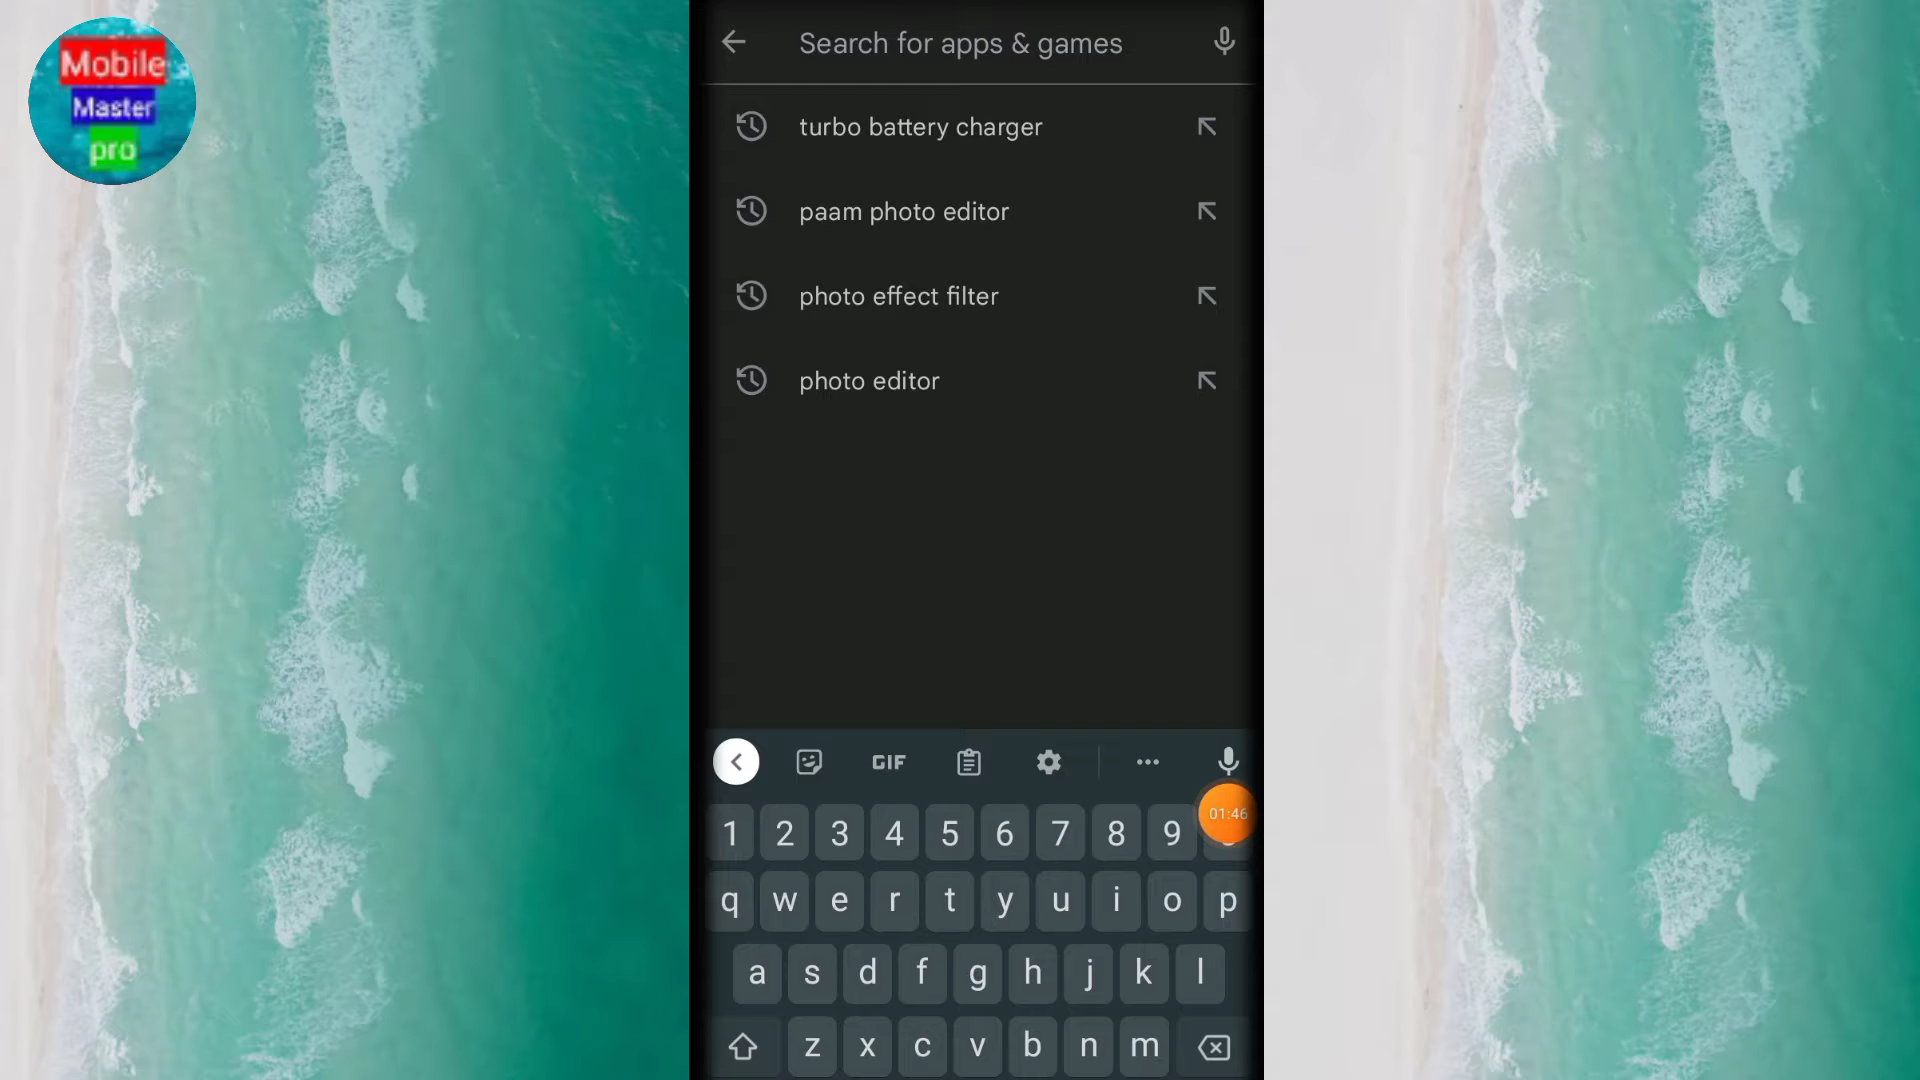 Mobile
Master
pro
Search for apps & games
turbo battery charger
paam photo editor
photo effect filter
photo editor
GIF
01:46
1 2 3 4 5 6 7 8 9
q w e r t y u i o p
a s d f g h j k l
z x c v b n m